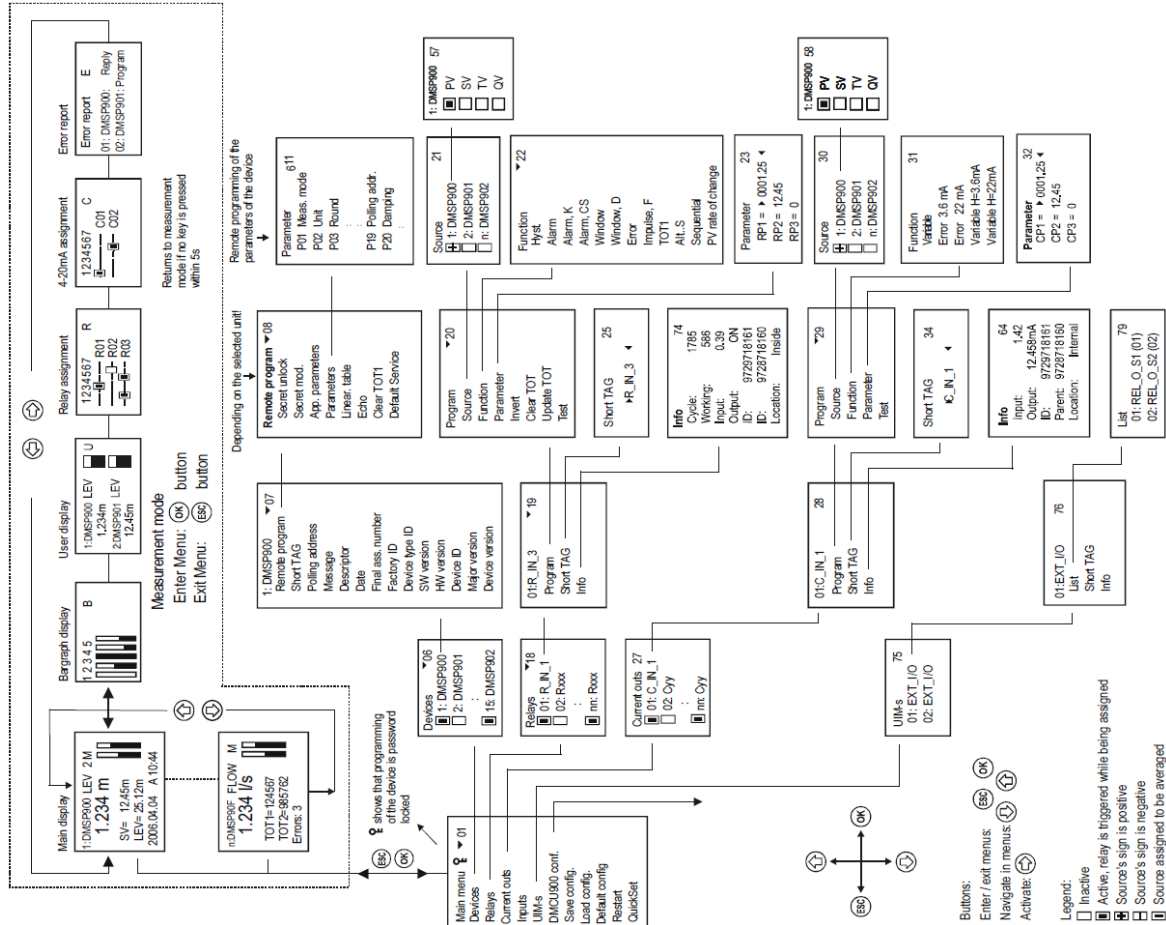 Main display
1:DMSP900 LEV 2 M
1.234 m
SV= 12,45m
LEV= 25.12m
2006.04.04 A 10:44
n:DMSP90F FLOW M
1.234 l/s
TOT1=124567
TOT2=985762
Errors: 3
Bargraph display
1 2 3 4 5 B
User display
1:DMSP900 LEV U
1,234m
2:DMSP901 LEV
12,45m
Relay assignment
1234567 R
R01
R02
R03
4-20mA assignment
1234567 C
C01
C02
Error report
Error report E
01: DMSP900: Reply
02: DMSP901: Program
Measurement mode
Enter Menu: OK button
Exit Menu: ESC button
Returns to measurement
mode if no key is pressed
within 5s
ESC
OK
shows that programming
of the device is password
locked
Main menu ▼ 01
Devices
Relays
Current outs
Inputs
UIM-s
DMCU900 conf.
Save config.
Load config.
Default config
Restart
QuickSet
Devices ▼06
1: DMSP900
2: DMSP901
:
15: DMSP902
1: DMSP900 ▼07
Remote program
Short TAG
Polling address
Message
Descriptor
Date
Final ass. number
Factory ID
Device type ID
SW version
HW version
Device ID
Major version
Device version
Depending on the selected unit!
Remote program ▼08
Secret unlock
Secret mod.
App. parameters
Parameters
Linear. table
Echo
Clear TOT1
Default Service
Remote programming of the
parameters of the device
Parameter 611
P01 Meas. mode
P02 Unit
P03 Round
:
:
P19 Polling addr.
P20 Damping
:
Relays ▼18
01: R_IN_1
02: Rxxx
:
nn: Rxxx
01:R_IN_3 ▼19
Program
Short TAG
Info
Program ▼20
Source
Function
Parameter
Invert
Clear TOT
Update TOT
Test
Source 21
1: DMSP900
2: DMSP901
n: DMSP902
1: DMSP900 57
PV
SV
TV
QV
▼22
Function
Hyst.
Alarm
Alarm, K
Alarm, CS
Window
Window, D
Error
Impulse, F
TOT1
Alt..S
Sequential
PV rate of change
Parameter 23
RP1 = ▶ 0001,25 ◀
RP2 = 12,45
RP3 = 0
Short TAG 25
▶R_IN_3 ◀
Info 74
Cycle: 1785
Working: 566
Input: 0.39
Output: ON
ID: 9729718161
ID: 9728718160
Location: Inside
Current outs 27
01: C_IN_1
02: Cyy
:
nn: Cyy
01:C_IN_1 28
Program
Short TAG
Info
Program ▼29
Source
Function
Parameter
Test
Source 30
1: DMSP900
2: DMSP901
n: DMSP902
1: DMSP900 58
PV
SV
TV
QV
Function 31
Variable
Error 3.6 mA
Error 22 mA
Variable H=3.6mA
Variable H=22mA
Parameter 32
CP1 = ▶ 0001,25 ◀
CP2 = 12,45
CP3 = 0
Short TAG 34
▶C_IN_1 ◀
Info 64
Input: 1,42
Output: 12.458mA
ID: 9729718161
Parent: 9728718160
Location: Internal
UIM-s 75
01: EXT_I/O
02: EXT_I/O
01:EXT_I/O 76
List
Short TAG
Info
List 79
01: REL_O_S1 (01)
02: REL_O_S2 (02)
ESC
OK
Buttons:
Enter / exit menus: ESC OK
Navigate in menus:
Activate:
Legend:
Inactive
Active, relay is triggered while being assigned
Source's sign is positive
Source's sign is negative
Source assigned to be averaged